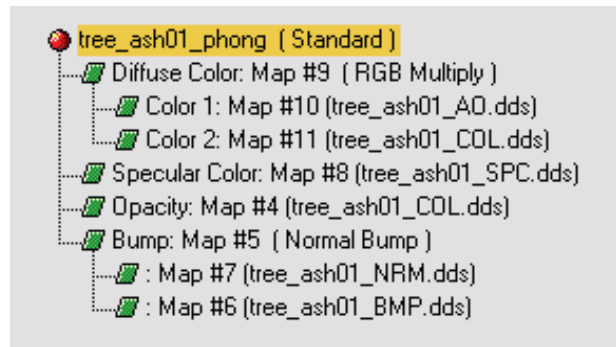 tree_ash01_phong ( Standard )
Diffuse Color: Map #9 ( RGB Multiply )
Color 1: Map #10 (tree_ash01_AO.dds)
Color 2: Map #11 (tree_ash01_COL.dds)
Specular Color: Map #8 (tree_ash01_SPC.dds)
Opacity: Map #4 (tree_ash01_COL.dds)
Bump: Map #5 ( Normal Bump )
: Map #7 (tree_ash01_NRM.dds)
: Map #6 (tree_ash01_BMP.dds)